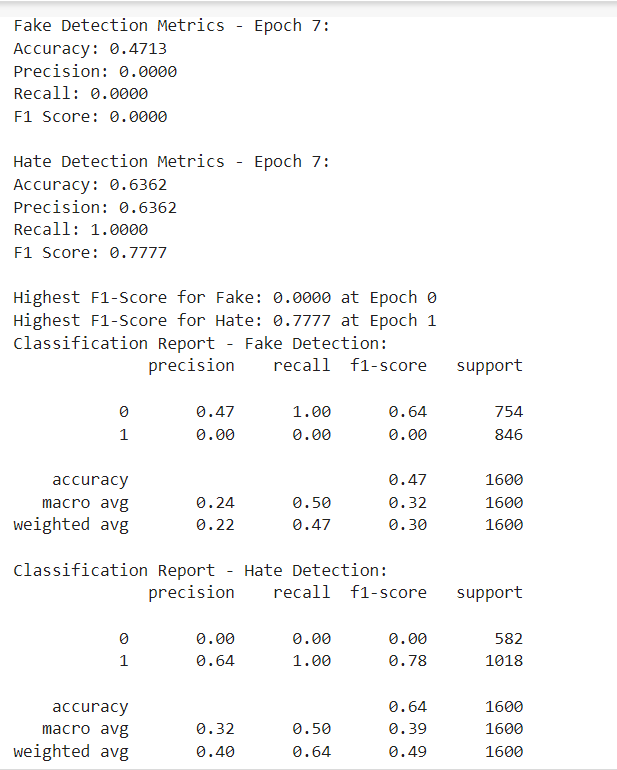 Fake Detection Metrics - Epoch 7:
Accuracy: 0.4713
Precision: 0.0000
Recall: 0.0000
F1 Score: 0.0000
Hate Detection Metrics - Epoch 7:
Accuracy: 0.6362
Precision: 0.6362
Recall: 1.0000
F1 Score: 0.7777
Highest F1-Score for Fake: 0.0000 at Epoch 0
Highest F1-Score for Hate: 0.7777 at Epoch 1
Classification Report - Fake Detection:
precision recall f1-score support
0 0.47 1.00 0.64 754
1 0.00 0.00 0.00 846
accuracy 0.47 1600
macro avg 0.24 0.50 0.32 1600
weighted avg 0.22 0.47 0.30 1600
Classification Report - Hate Detection:
precision recall f1-score support
0 0.00 0.00 0.00 582
1 0.64 1.00 0.78 1018
accuracy 0.64 1600
macro avg 0.32 0.50 0.39 1600
weighted avg 0.40 0.64 0.49 1600